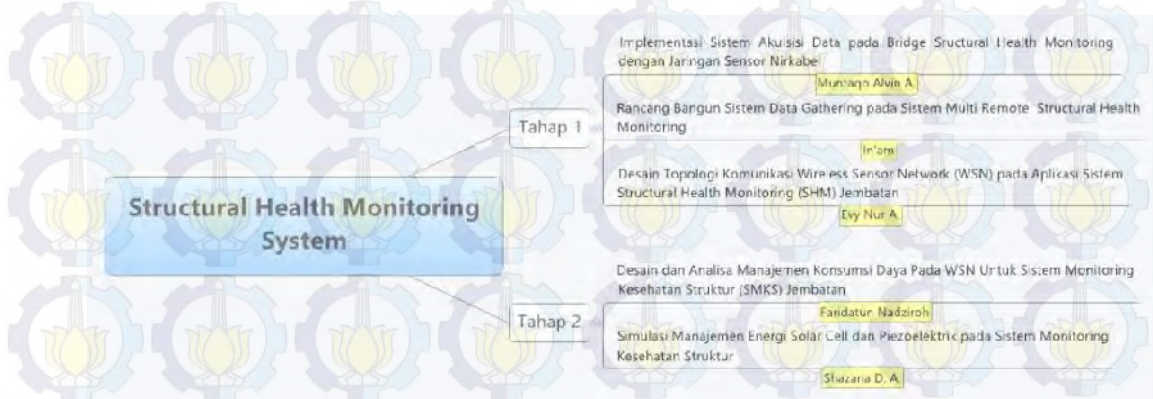 Implementasi Sistem Akuisisi Data pada Bridge Sructural Health Monitoring
dengan Jaringan Sensor Nirkabel
Muntaqo Alvin A.
Rancang Bangun Sistem Data Gathering pada Sistem Multi Remote Structural Health
Monitoring
In'am
Tahap 1
Desain Topologi Komunikasi Wireless Sensor Network (WSN) pada Aplikasi Sistem
Structural Health Monitoring (SHM) Jembatan
Evy Nur A.
Structural Health Monitoring
System
Desain dan Analisa Manajemen Konsumsi Daya Pada WSN Untuk Sistem Monitoring
Kesehatan Struktur (SMKS) Jembatan
Faridatun Nadziroh
Tahap 2
Simulasi Manajemen Energi Solar Cell dan Piezoelektrik pada Sistem Monitoring
Kesehatan Struktur
Shazana D. A.